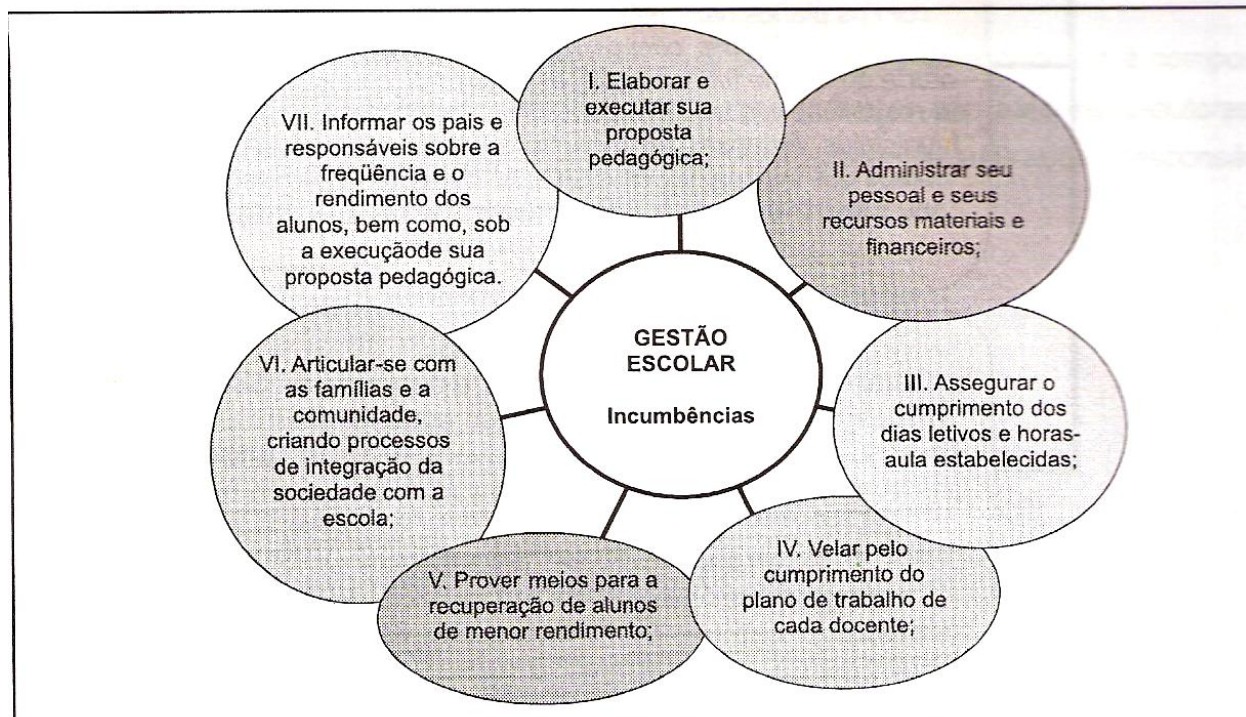 GESTÃO
ESCOLAR
Incumbências
I. Elaborar e
executar sua
proposta
pedagógica;
II. Administrar seu
pessoal e seus
recursos materiais e
financeiros;
III. Assegurar o
cumprimento dos
dias letivos e horas-
aula estabelecidas;
IV. Velar pelo
cumprimento do
plano de trabalho de
cada docente;
V. Prover meios para a
recuperação de alunos
de menor rendimento;
VI. Articular-se com
as famílias e a
comunidade,
criando processos
de integração da
sociedade com a
escola;
VII. Informar os pais e
responsáveis sobre a
freqüência e o
rendimento dos
alunos, bem como, sob
a execuçãode sua
proposta pedagógica.